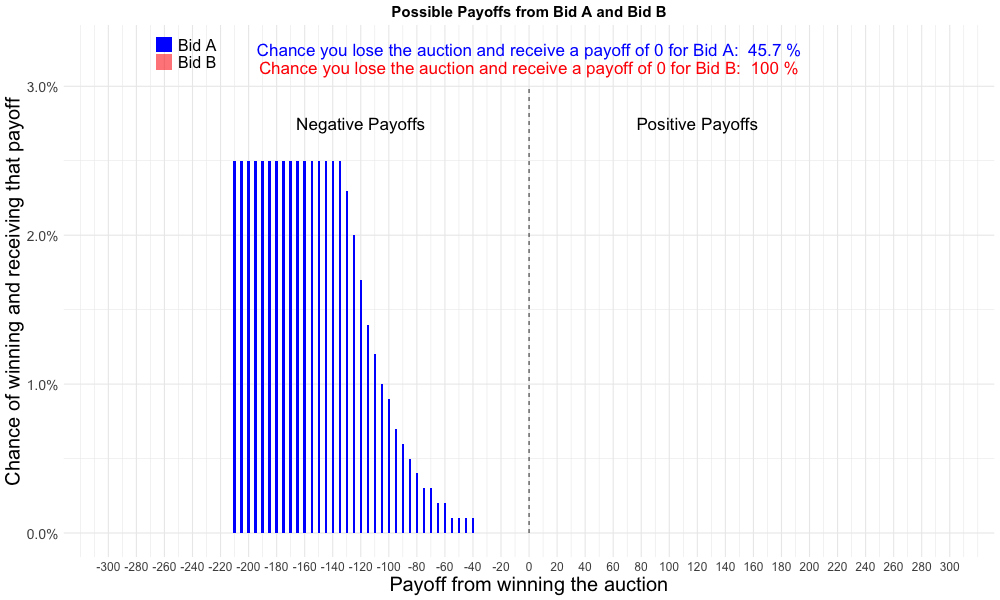 Possible Payoffs from Bid A and Bid B
Bid A
Bid B
Chance you lose the auction and receive a payoff of 0 for Bid A:  45.7 %
Chance you lose the auction and receive a payoff of 0 for Bid B:  100 %
Negative Payoffs
Positive Payoffs
Chance of winning and receiving that payoff
3.0%
2.0%
1.0%
0.0%
-300 -280 -260 -240 -220 -200 -180 -160 -140 -120 -100 -80 -60 -40 -20 0 20 40 60 80 100 120 140 160 180 200 220 240 260 280 300
Payoff from winning the auction